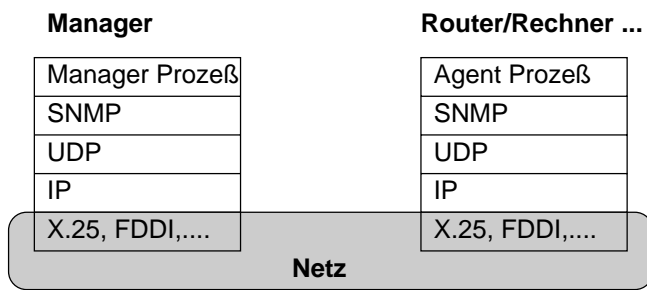 Manager
Router/Rechner ...
Manager Prozeß
Agent Prozeß
SNMP
SNMP
UDP
UDP
IP
IP
X.25, FDDI,....
X.25, FDDI,....
Netz